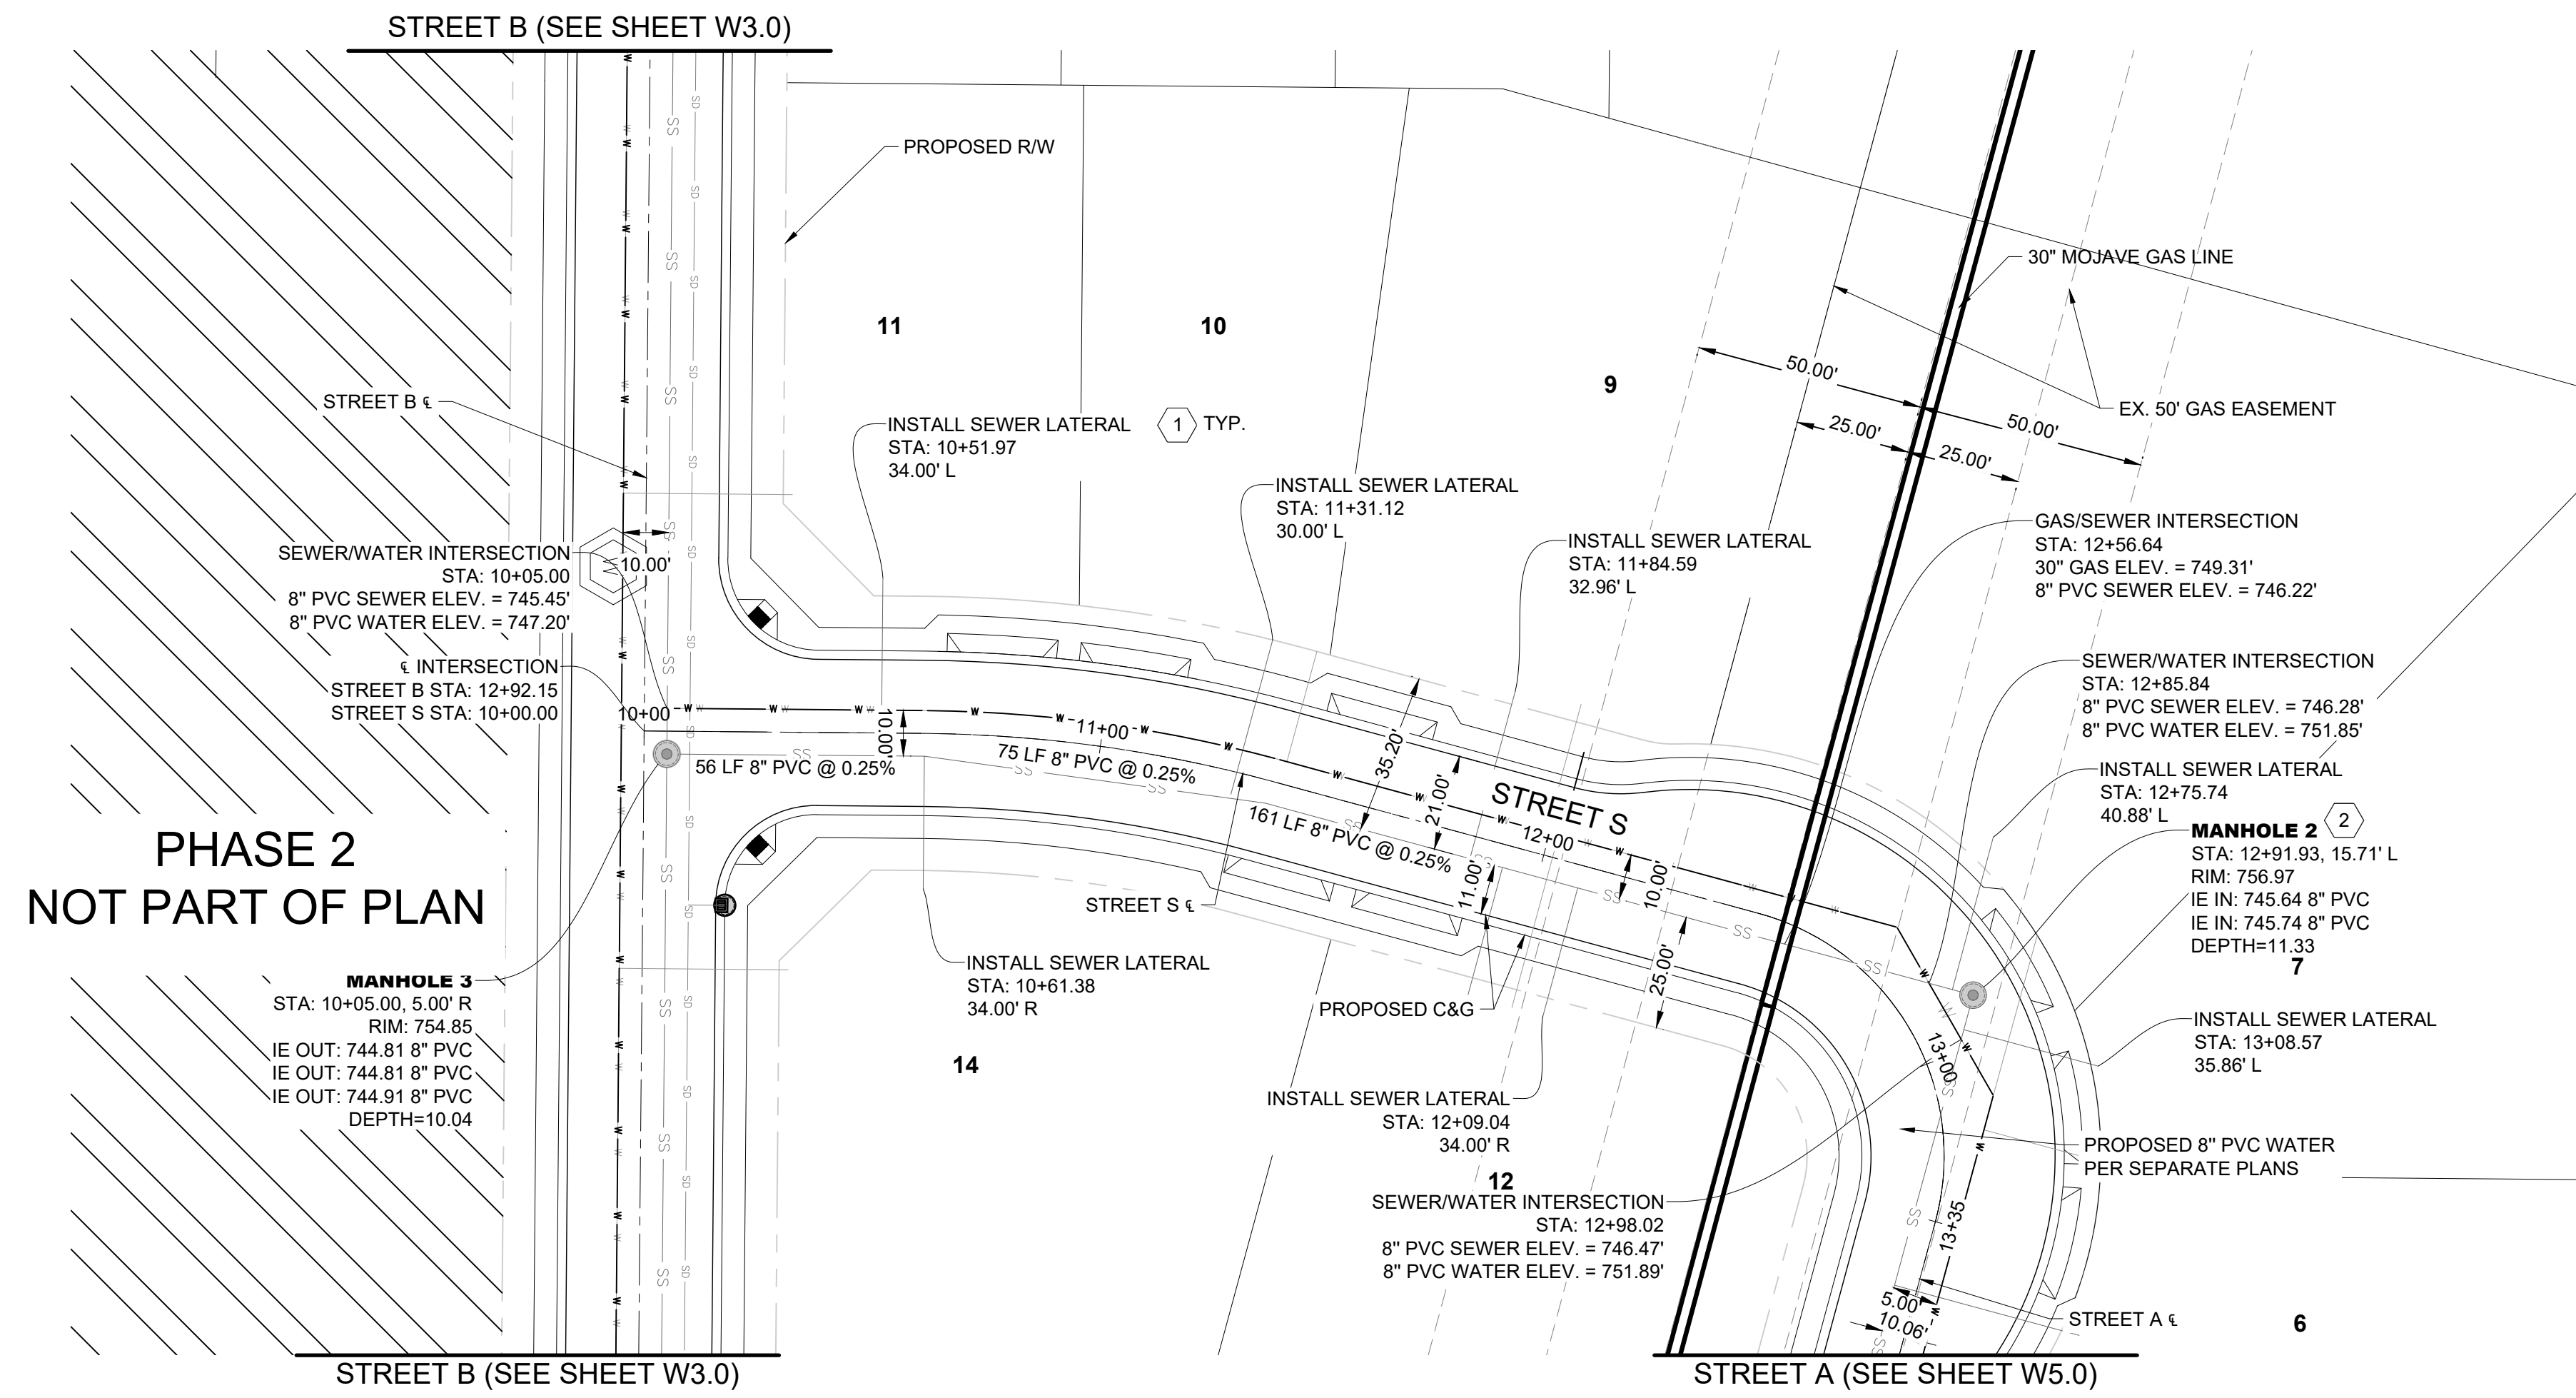 STREET B (SEE SHEET W3.0)
PROPOSED R/W
30" MOJAVE GAS LINE
11
10
9
50.00'
50.00'
25.00'
25.00'
EX. 50' GAS EASEMENT
STREET B ℄
INSTALL SEWER LATERAL
STA: 10+51.97
34.00' L
1
TYP.
INSTALL SEWER LATERAL
STA: 11+31.12
30.00' L
INSTALL SEWER LATERAL
STA: 11+84.59
32.96' L
GAS/SEWER INTERSECTION
STA: 12+56.64
30" GAS ELEV. = 749.31'
8" PVC SEWER ELEV. = 746.22'
SEWER/WATER INTERSECTION
STA: 10+05.00
8" PVC SEWER ELEV. = 745.45'
8" PVC WATER ELEV. = 747.20'
10.00'
℄ INTERSECTION
STREET B STA: 12+92.15
STREET S STA: 10+00.00
SEWER/WATER INTERSECTION
STA: 12+85.84
8" PVC SEWER ELEV. = 746.28'
8" PVC WATER ELEV. = 751.85'
10+00
10.00'
11+00
56 LF 8" PVC @ 0.25%
75 LF 8" PVC @ 0.25%
161 LF 8" PVC @ 0.25%
35.20'
21.00'
STREET S
12+00
11.00'
10.00'
25.00'
INSTALL SEWER LATERAL
STA: 12+75.74
40.88' L
MANHOLE 2
2
STA: 12+91.93, 15.71' L
RIM: 756.97
IE IN: 745.64 8" PVC
IE IN: 745.74 8" PVC
DEPTH=11.33
7
PHASE 2
NOT PART OF PLAN
STREET S ℄
MANHOLE 3
STA: 10+05.00, 5.00' R
RIM: 754.85
IE OUT: 744.81 8" PVC
IE OUT: 744.81 8" PVC
IE OUT: 744.91 8" PVC
DEPTH=10.04
INSTALL SEWER LATERAL
STA: 10+61.38
34.00' R
PROPOSED C&G
INSTALL SEWER LATERAL
STA: 13+08.57
35.86' L
13+00
14
INSTALL SEWER LATERAL
STA: 12+09.04
34.00' R
12
SEWER/WATER INTERSECTION
STA: 12+98.02
8" PVC SEWER ELEV. = 746.47'
8" PVC WATER ELEV. = 751.89'
PROPOSED 8" PVC WATER
PER SEPARATE PLANS
13+35
5.00'
10.06'
STREET A ℄
6
STREET B (SEE SHEET W3.0)
STREET A (SEE SHEET W5.0)